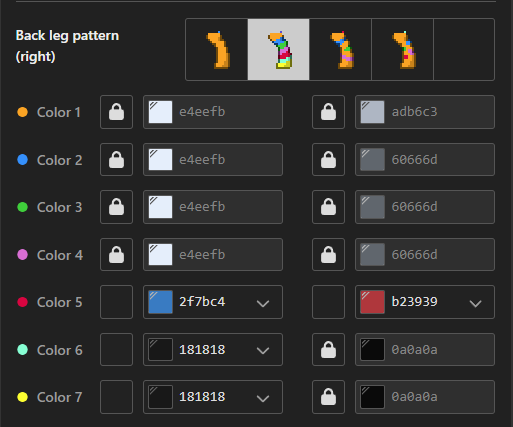 Back leg pattern
(right)
Color 1 e4eefb adb6c3
Color 2 e4eefb 60666d
Color 3 e4eefb 60666d
Color 4 e4eefb 60666d
Color 5 2f7bc4 b23939
Color 6 181818 0a0a0a
Color 7 181818 0a0a0a